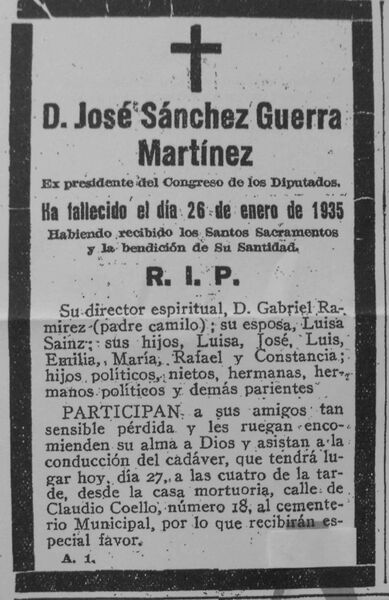 D. José Sánchez Guerra
Martínez
Ex presidente del Congreso de los Diputados.
Ha fallecido el día 26 de enero de 1935
Habiendo recibido los Santos Sacramentos
y la bendición de Su Santidad.
R. I. P.
Su director espiritual, D. Gabriel Ra-
mírez (padre camilo); su esposa, Luisa
Sainz; sus hijos, Luisa, José, Luis,
Emilia, María, Rafael y Constancia;
hijos políticos, nietos, hermanas, her-
manos políticos y demás parientes
PARTICIPAN a sus amigos tan
sensible pérdida y les ruegan enco-
mienden su alma a Dios y asistan a la
conducción del cadáver, que tendrá lu-
gar hoy, día 27, a las cuatro de la tar-
de, desde la casa mortuoria, calle de
Claudio Coello, número 18, al cemente-
rio Municipal, por lo que recibirán es-
pecial favor.
A. 1.